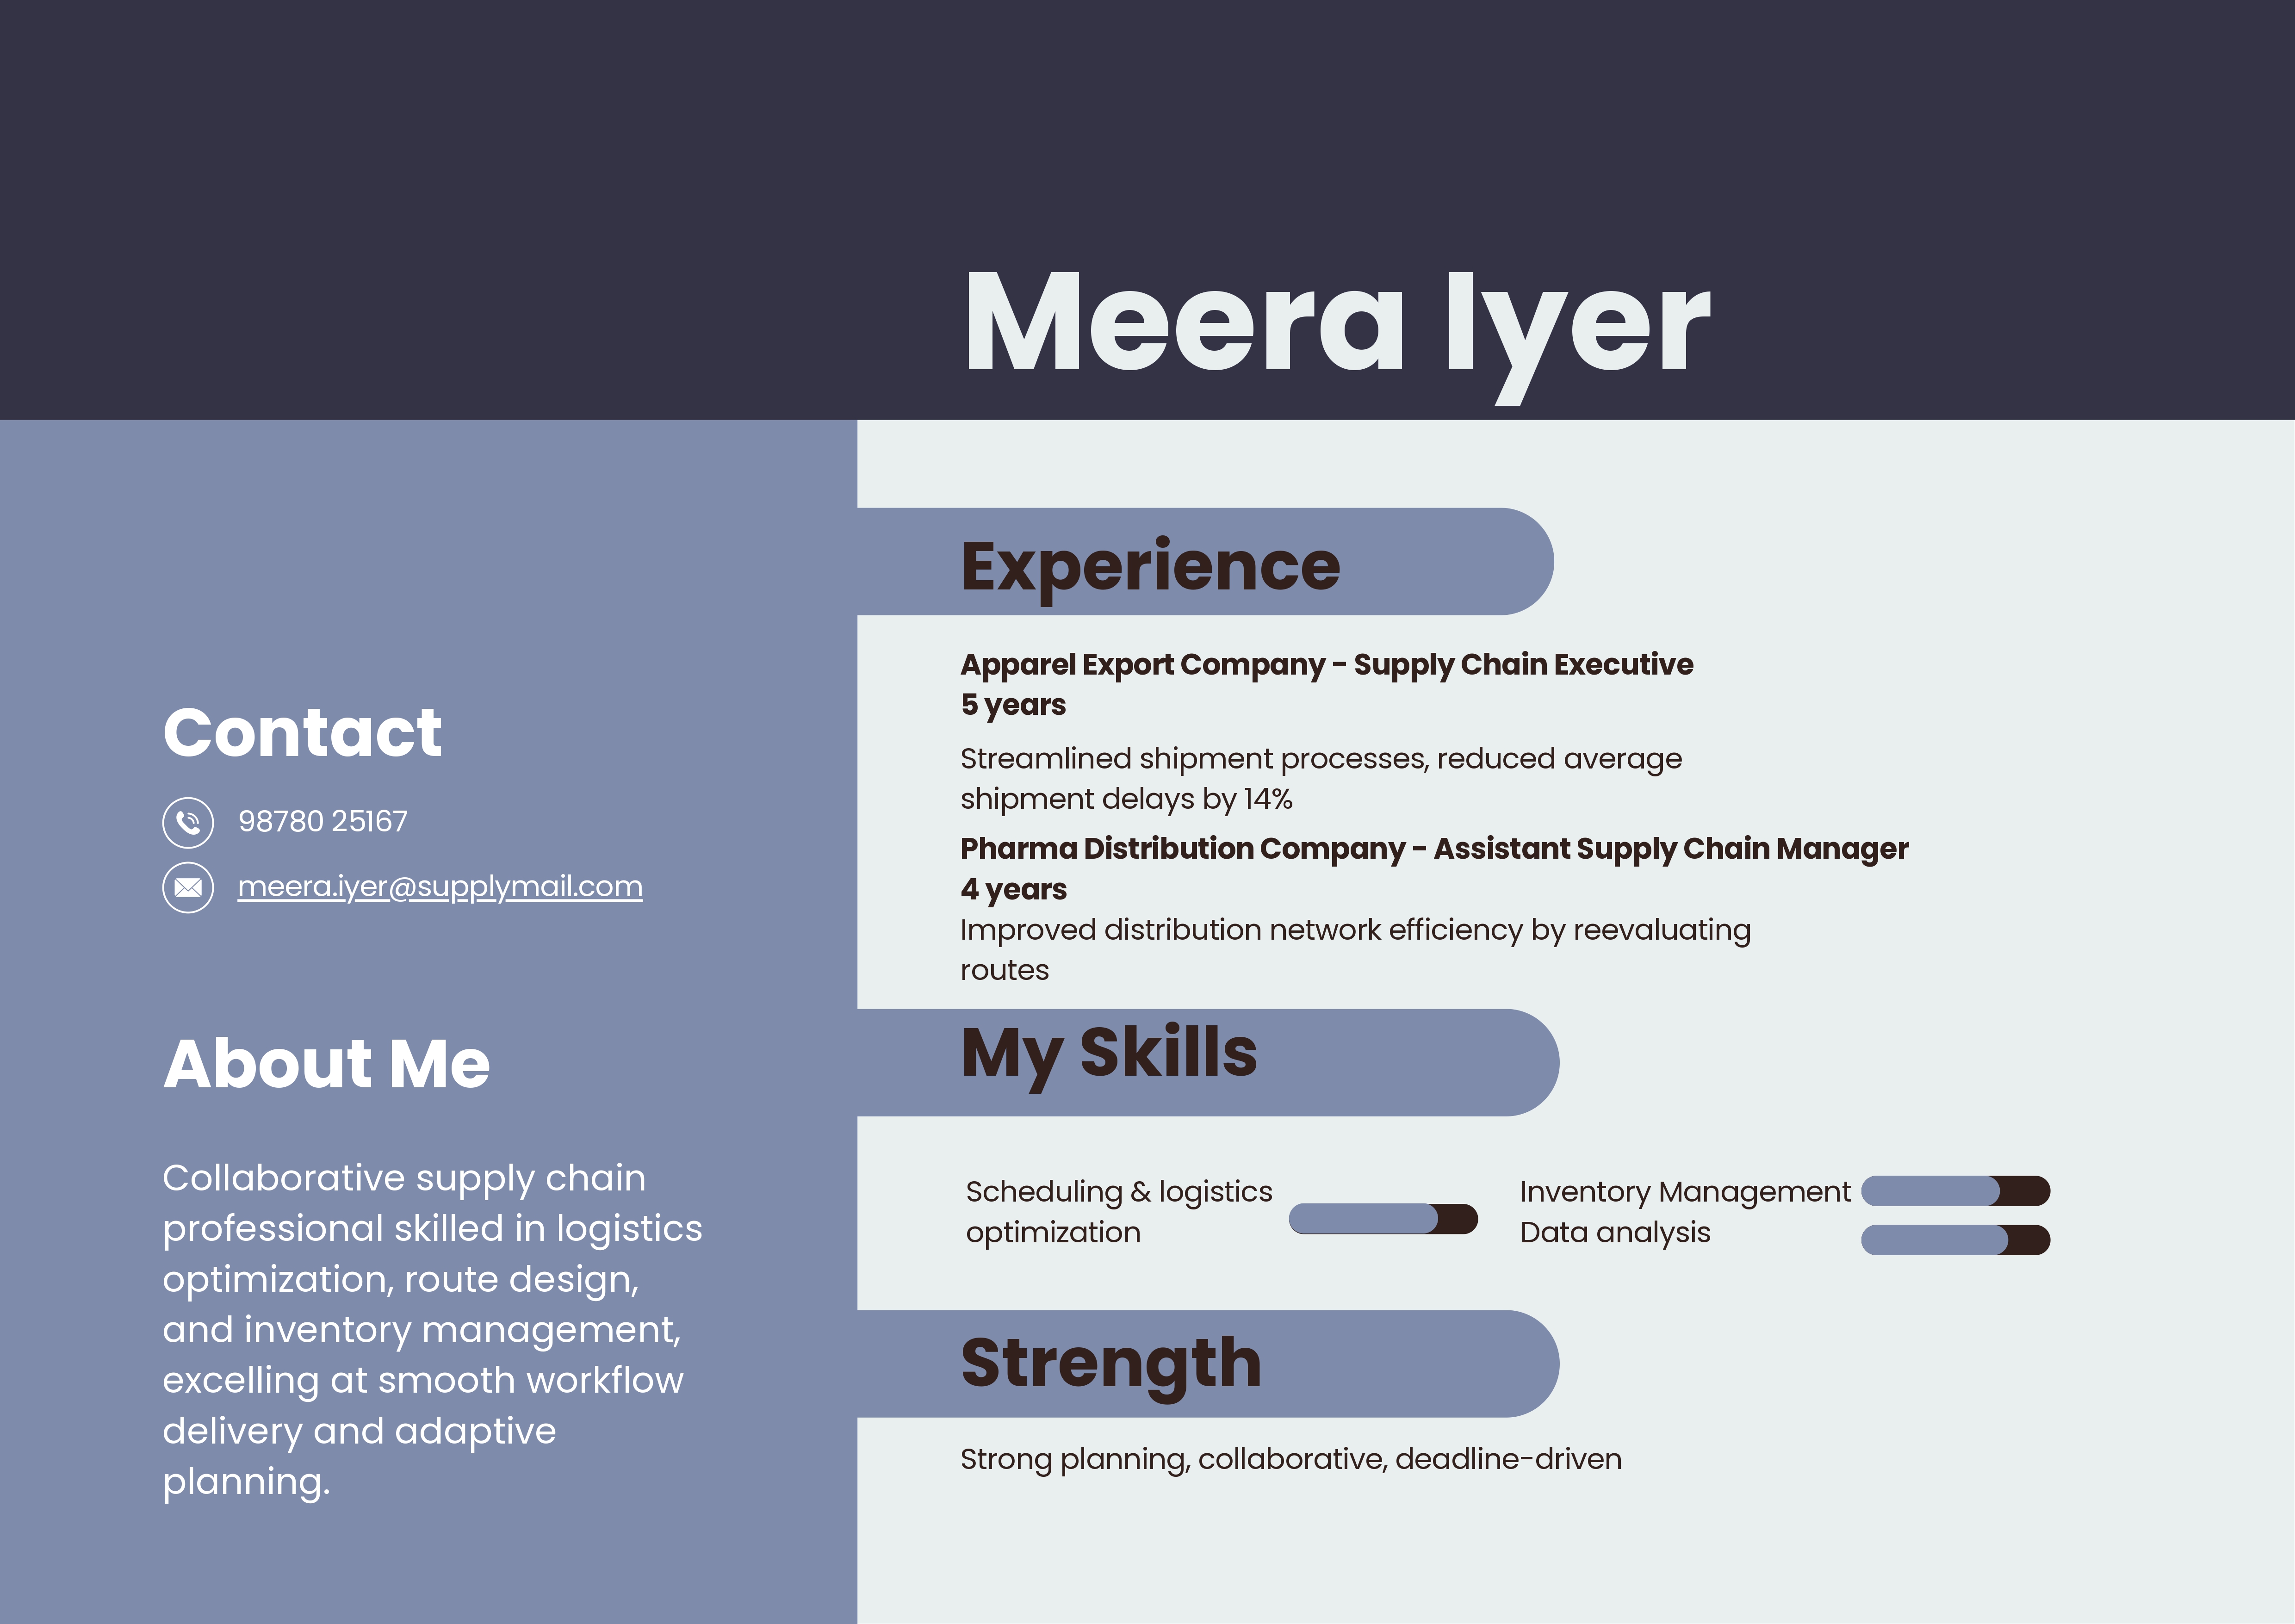 Meera Iyer
Contact
98780 25167
meera.iyer@supplymail.com
About Me
Collaborative supply chain
professional skilled in logistics
optimization, route design,
and inventory management,
excelling at smooth workflow
delivery and adaptive
planning.
Experience
Apparel Export Company - Supply Chain Executive
5 years
Streamlined shipment processes, reduced average
shipment delays by 14%
Pharma Distribution Company - Assistant Supply Chain Manager
4 years
Improved distribution network efficiency by reevaluating
routes
My Skills
Scheduling & logistics
optimization
Inventory Management
Data analysis
Strength
Strong planning, collaborative, deadline-driven